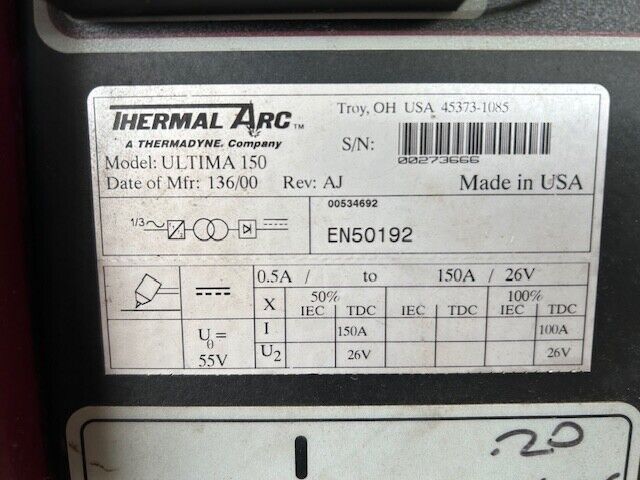 THERMAL ARC™
A THERMADYNE® Company
Troy, OH USA 45373-1085
S/N:
00273666
Model: ULTIMA 150
Date of Mfr: 136/00 Rev: AJ Made in USA
00534692
1/3~
EN50192
0.5A / to 150A / 26V
X 50% 100%
IEC TDC IEC TDC IEC TDC
U0= I 150A 100A
55V U2 26V 26V
.20